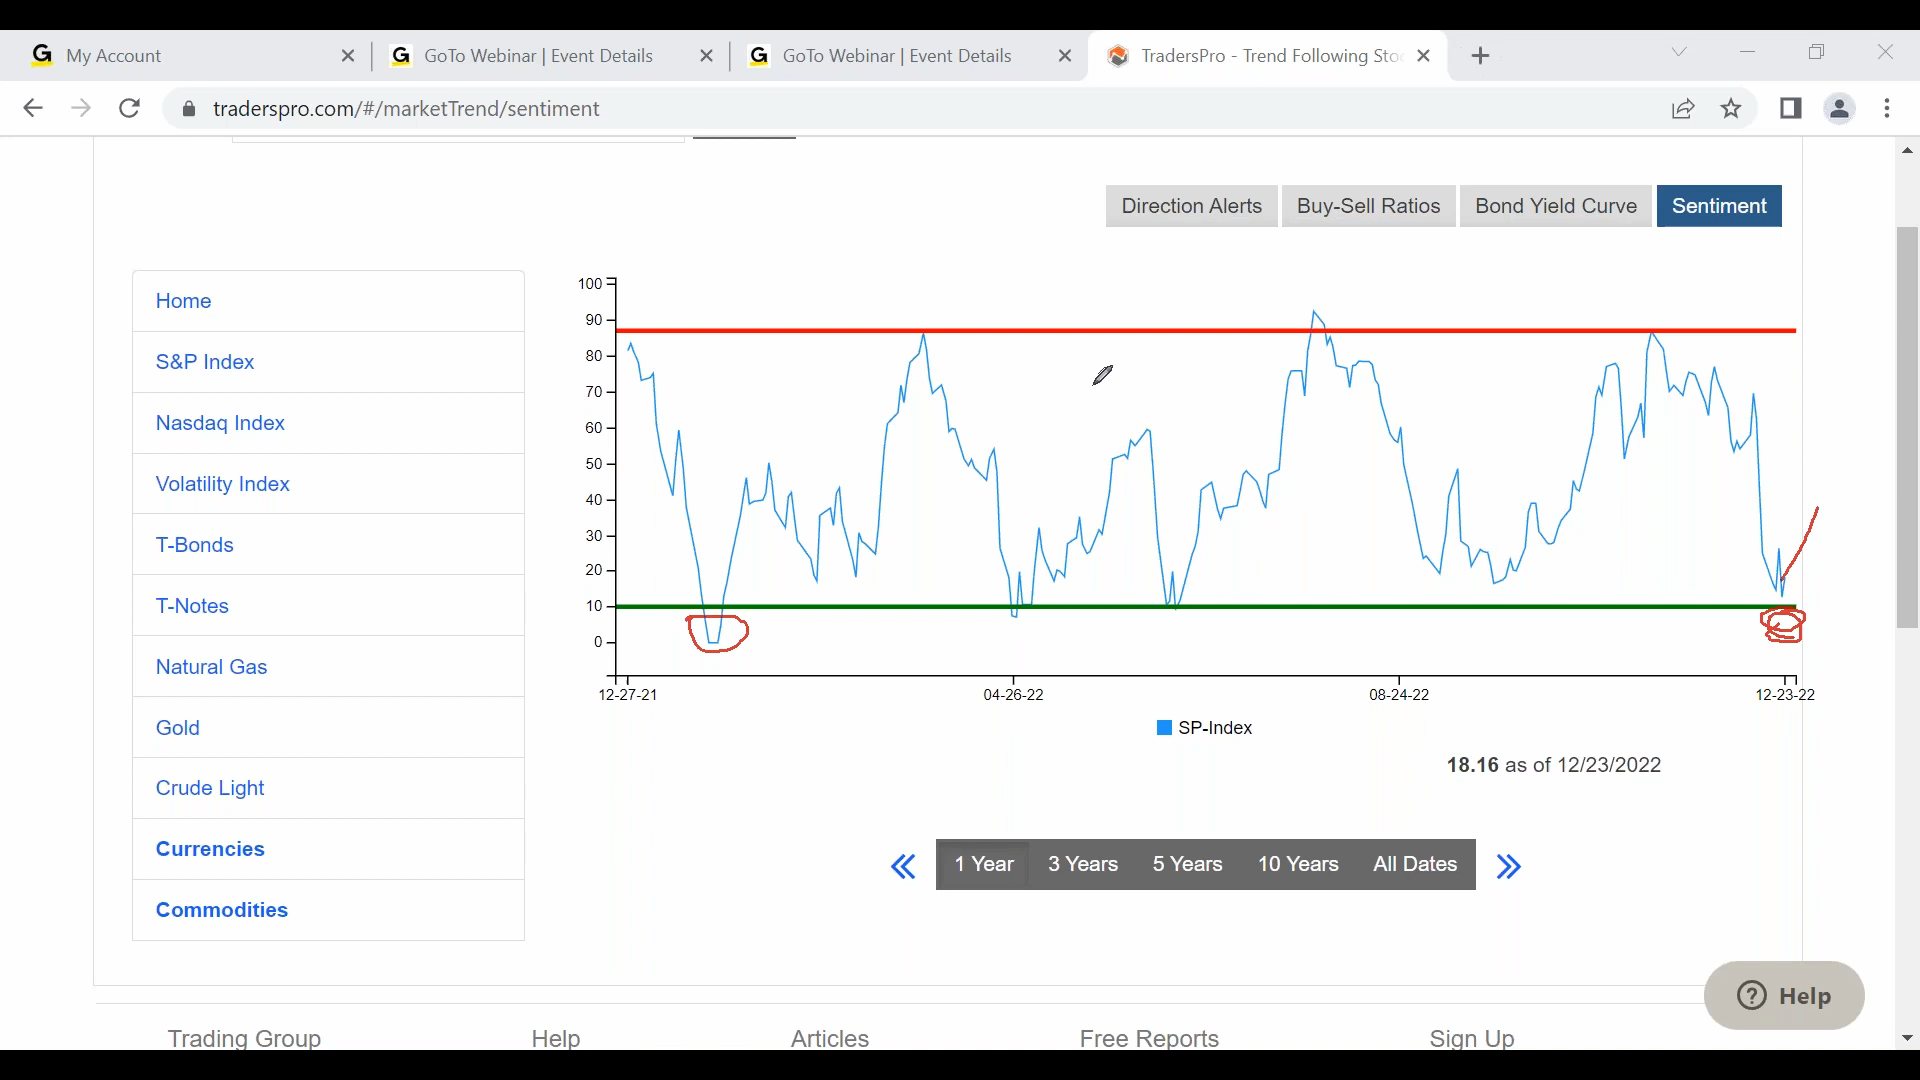 My Account
GoTo Webinar | Event Details
GoTo Webinar | Event Details
TradersPro - Trend Following Sto
traderspro.com/#/marketTrend/sentiment
Direction Alerts
Buy-Sell Ratios
Bond Yield Curve
Sentiment
Home
S&P Index
Nasdaq Index
Volatility Index
T-Bonds
T-Notes
Natural Gas
Gold
Crude Light
Currencies
Commodities
100
90
80
70
60
50
40
30
20
10
0
12-27-21
04-26-22
08-24-22
12-23-22
SP-Index
18.16 as of 12/23/2022
1 Year
3 Years
5 Years
10 Years
All Dates
Help
Trading Group
Help
Articles
Free Reports
Sign Up